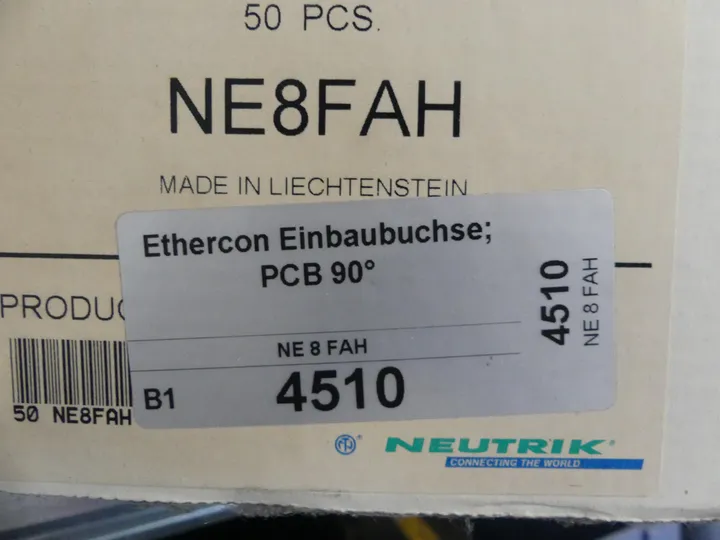 50 PCS.
NE8FAH
MADE IN LIECHTENSTEIN
Ethercon Einbaubuchse;
PCB 90°
4510
NE 8 FAH
PRODUC
NE 8 FAH
B1 4510
50 NE8FAH
NEUTRIK®
CONNECTING THE WORLD